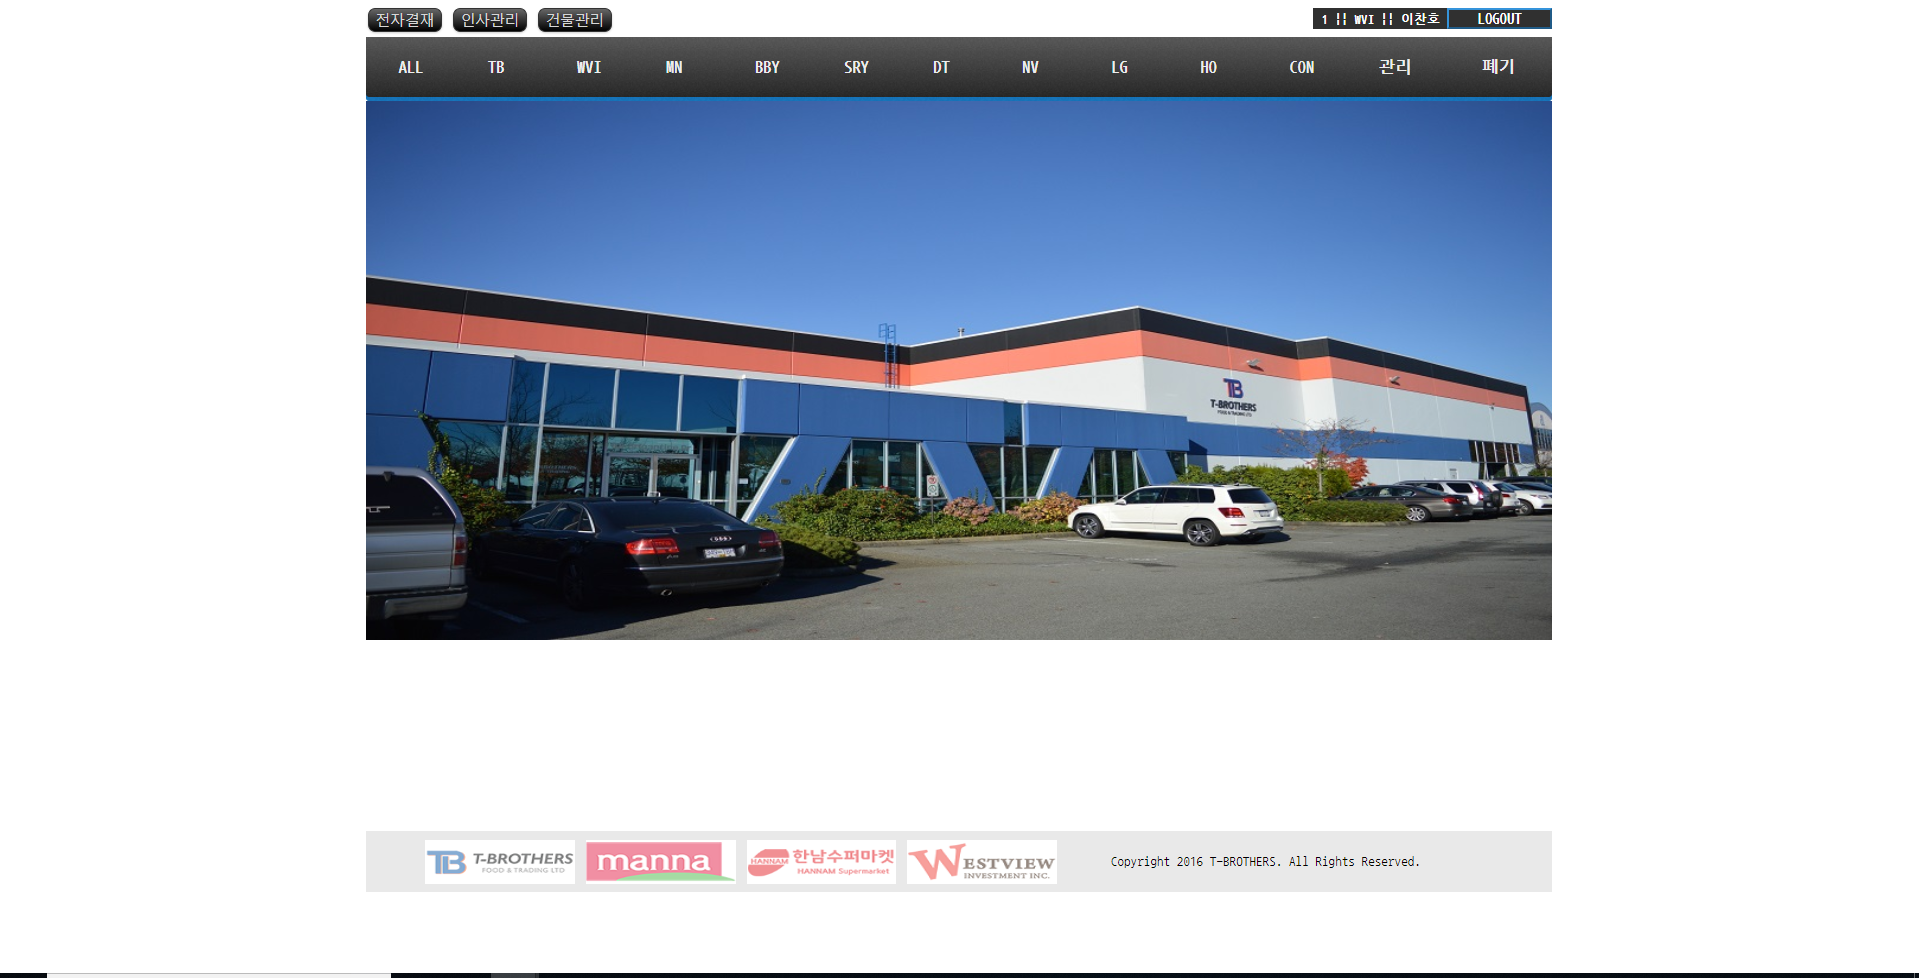 전자결재 인사관리 건물관리 1 || WVI || 이찬호 LOGOUT
ALL TB WVI MN BBY SRY DT NV LG HO CON 관리 폐기
TB
T-BROTHERS
FOOD & TRADING LTD
TB T-BROTHERS
FOOD & TRADING LTD
manna
HANNAM 한남수퍼마켓
HANNAM Supermarket
WESTVIEW
INVESTMENT INC.
Copyright 2016 T-BROTHERS. All Rights Reserved.